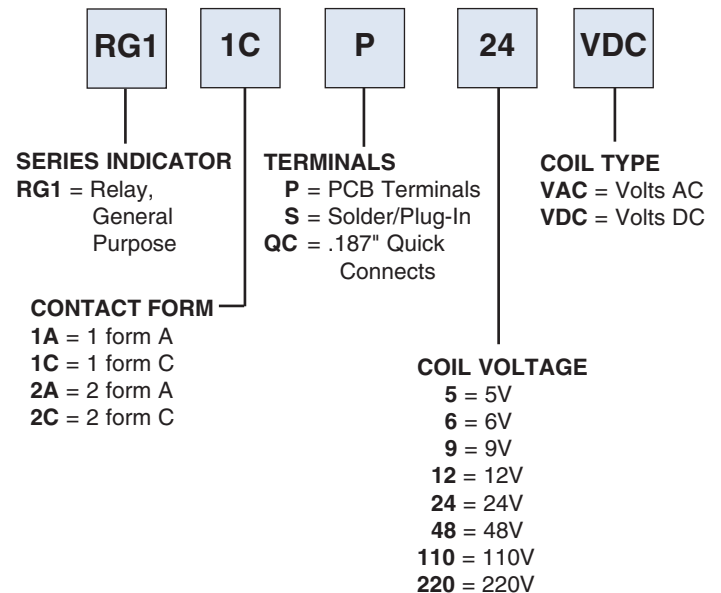 RG1 1C P 24 VDC
SERIES INDICATOR
RG1 = Relay,
General
Purpose
CONTACT FORM
1A = 1 form A
1C = 1 form C
2A = 2 form A
2C = 2 form C
TERMINALS
P = PCB Terminals
S = Solder/Plug-In
QC = .187" Quick
Connects
COIL VOLTAGE
5 = 5V
6 = 6V
9 = 9V
12 = 12V
24 = 24V
48 = 48V
110 = 110V
220 = 220V
COIL TYPE
VAC = Volts AC
VDC = Volts DC